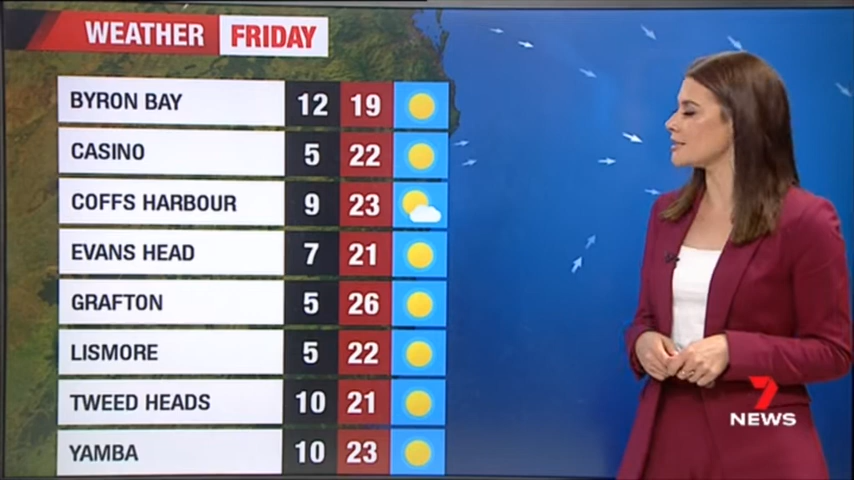 WEATHER FRIDAY
BYRON BAY 12 19
CASINO 5 22
COFFS HARBOUR 9 23
EVANS HEAD 7 21
GRAFTON 5 26
LISMORE 5 22
TWEED HEADS 10 21
YAMBA 10 23
7
NEWS